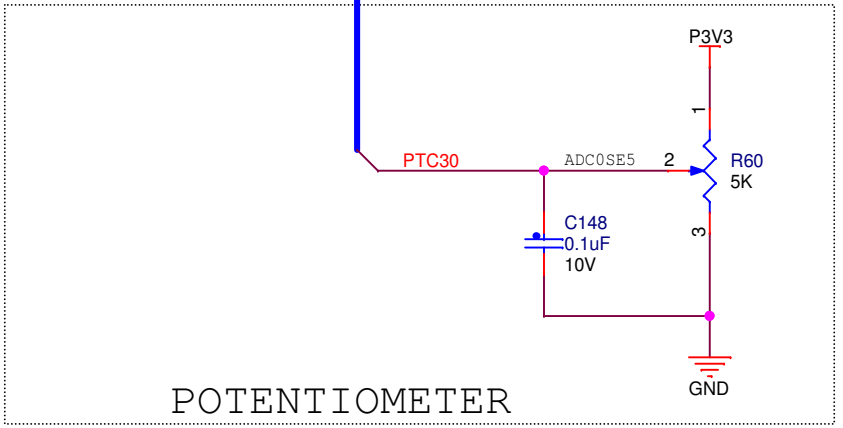 P3V3
1
PTC30
ADC0SE5
2
R60
5K
3
C148
0.1uF
10V
GND
POTENTIOMETER